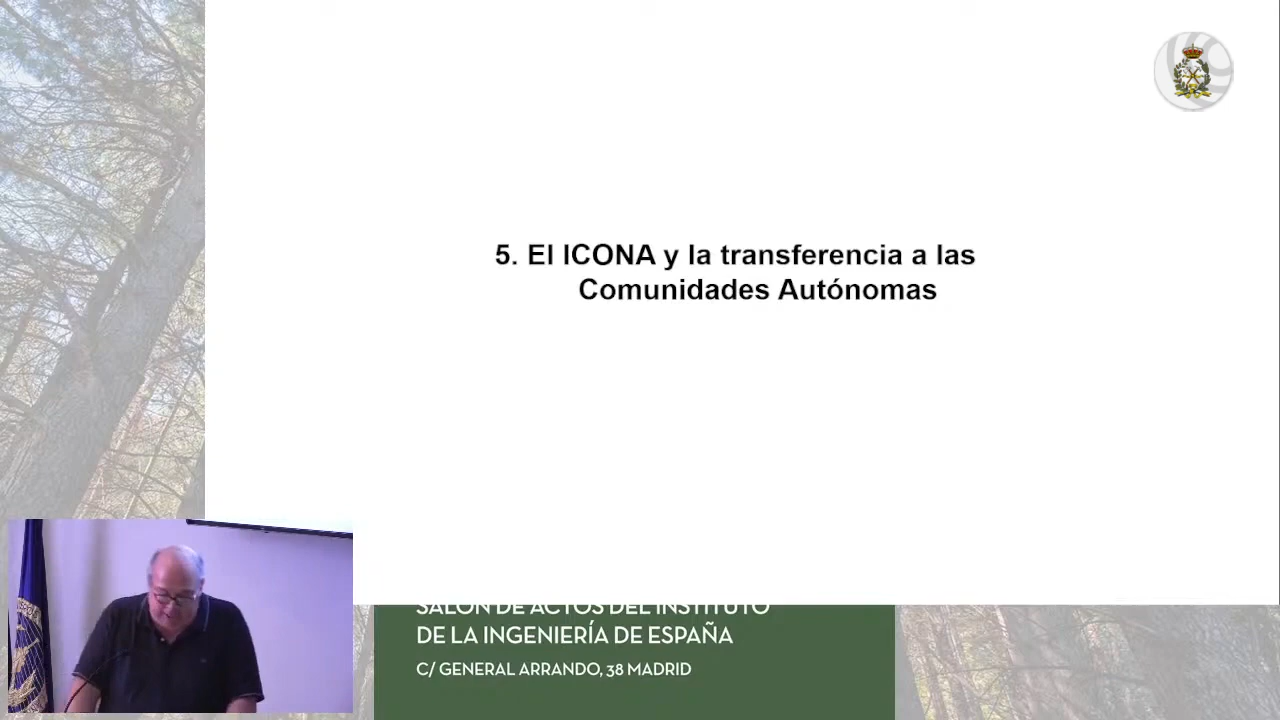 5. El ICONA y la transferencia a las
Comunidades Autónomas
SALÓN DE ACTOS DEL INSTITUTO
DE LA INGENIERÍA DE ESPAÑA
C/ GENERAL ARRANDO, 38 MADRID